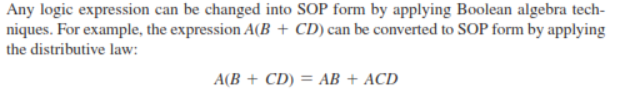 Any logic expression can be changed into SOP form by applying Boolean algebra tech-
niques. For example, the expression A(B + CD) can be converted to SOP form by applying
the distributive law:
A(B + CD) = AB + ACD